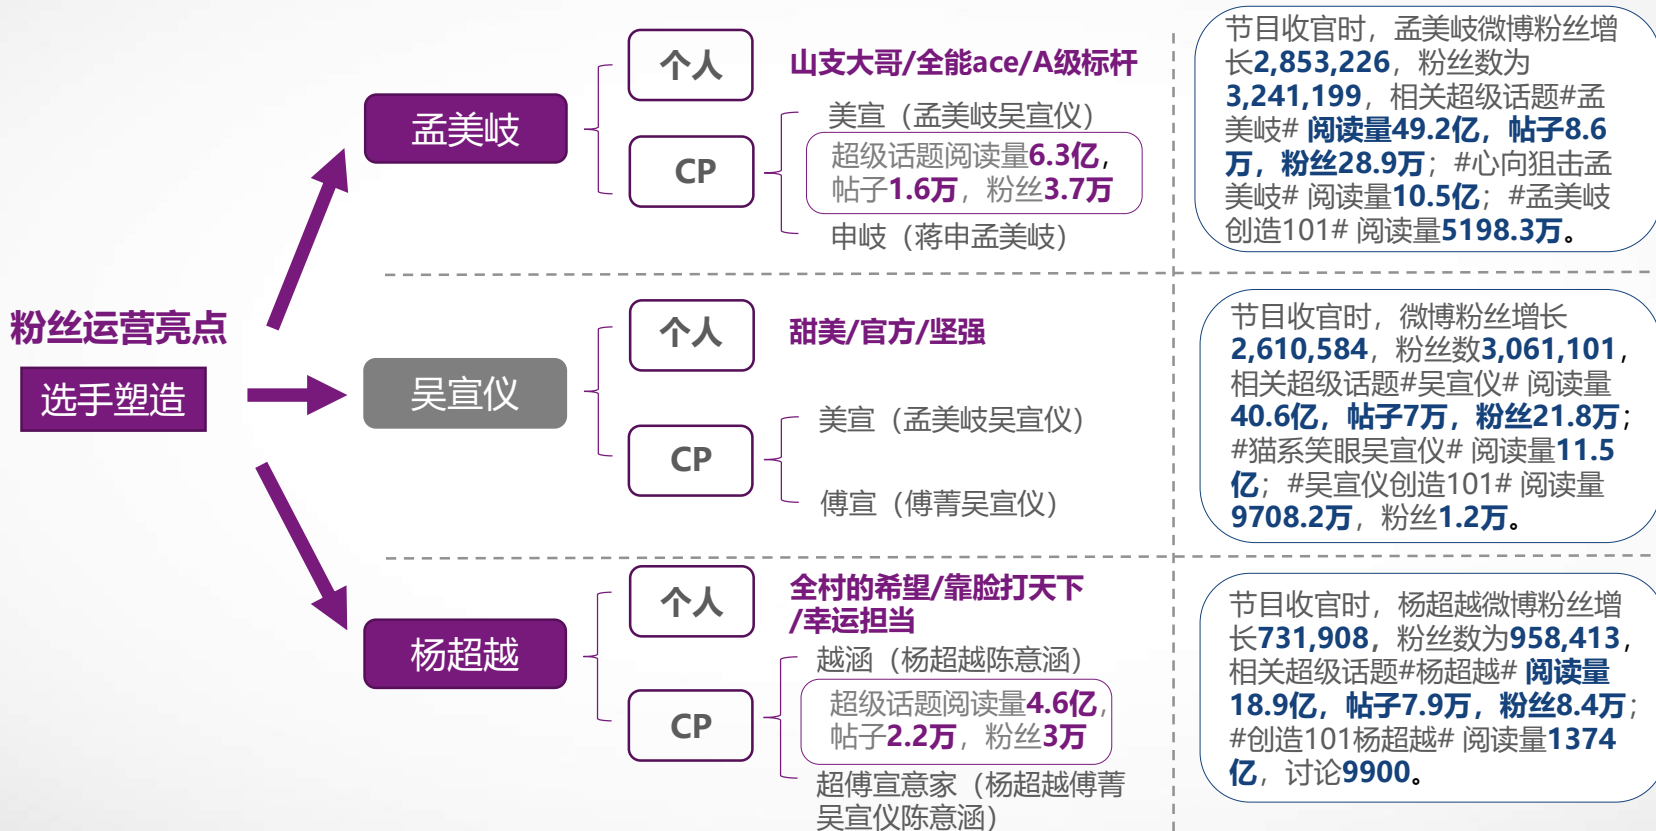 粉丝运营亮点
选手塑造
孟美岐
个人
山支大哥/全能ace/A级标杆
CP
美宣（孟美岐吴宣仪）
超级话题阅读量6.3亿，
帖子1.6万，粉丝3.7万
申岐（蒋申孟美岐）
节目收官时，孟美岐微博粉丝增
长2,853,226，粉丝数为
3,241,199，相关超级话题#孟
美岐# 阅读量49.2亿，帖子8.6
万，粉丝28.9万；#心向狙击孟
美岐# 阅读量10.5亿；#孟美岐
创造101# 阅读量5198.3万。
吴宣仪
个人
甜美/官方/坚强
CP
美宣（孟美岐吴宣仪）
傅宣（傅菁吴宣仪）
节目收官时，微博粉丝增长
2,610,584，粉丝数3,061,101，
相关超级话题#吴宣仪# 阅读量
40.6亿，帖子7万，粉丝21.8万；
#猫系笑眼吴宣仪# 阅读量11.5
亿；#吴宣仪创造101# 阅读量
9708.2万，粉丝1.2万。
杨超越
个人
全村的希望/靠脸打天下
/幸运担当
CP
越涵（杨超越陈意涵）
超级话题阅读量4.6亿，
帖子2.2万，粉丝3万
超傅宣意家（杨超越傅菁
吴宣仪陈意涵）
节目收官时，杨超越微博粉丝增
长731,908，粉丝数为958,413，
相关超级话题#杨超越# 阅读量
18.9亿，帖子7.9万，粉丝8.4万；
#创造101杨超越# 阅读量1374
亿，讨论9900。